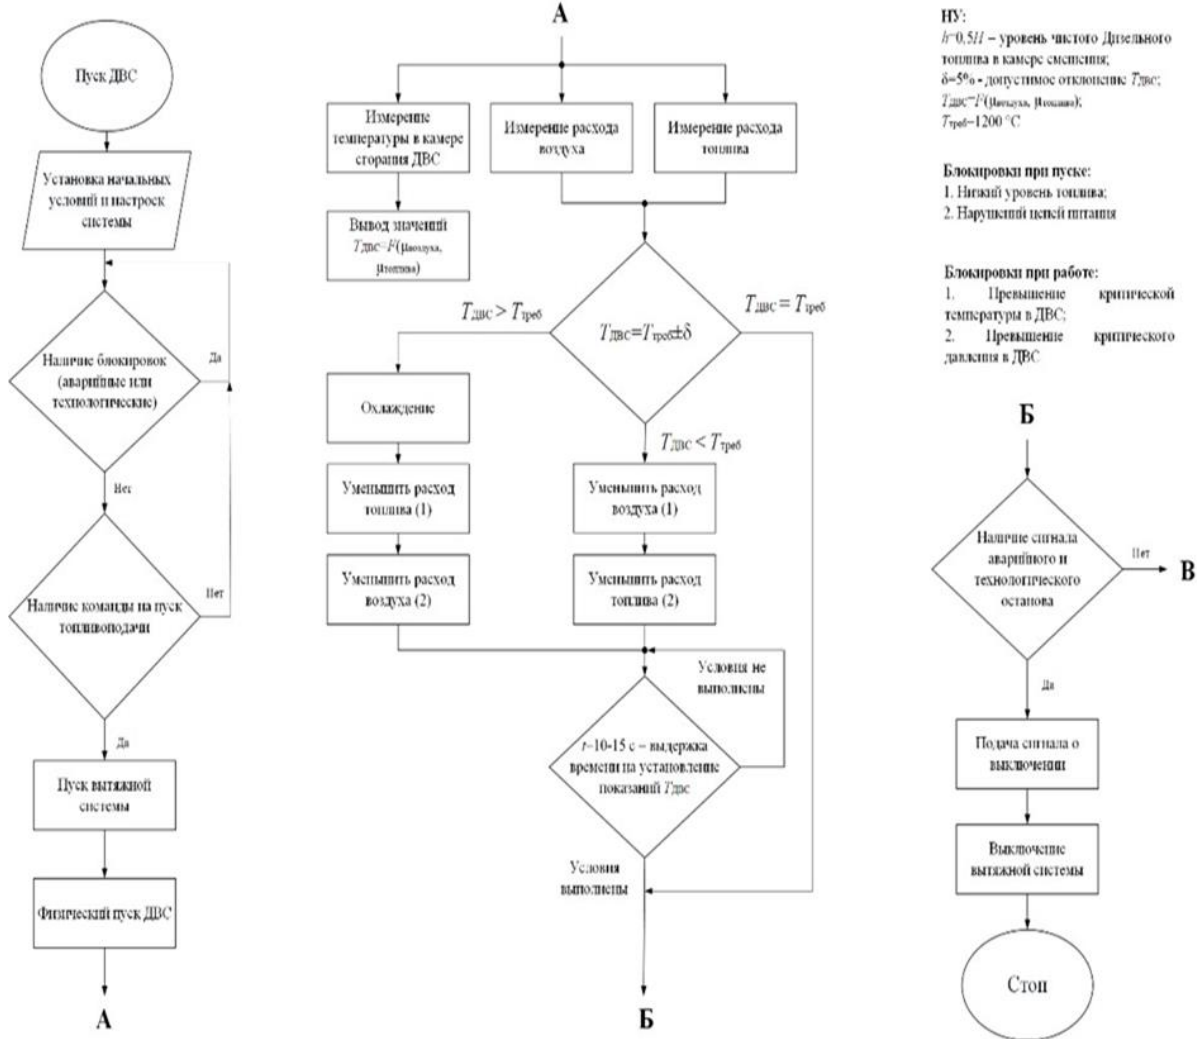 Пуск ДВС
Установка начальных
условий и настроек
системы
Наличие блокировок
(аварийные или
технологические)
Да
Нет
Наличие команды на пуск
топливоподачи
Нет
Да
Пуск вытяжной
системы
Физический пуск ДВС
А
А
Измерение
температуры в камере
сгорания ДВС
Измерение расхода
воздуха
Измерение расхода
топлива
Вывод значений
Tдвс=F(μвоздуха,
μтоплива)
TДВС > Tтреб
TДВС = Tтреб
TДВС=Tтреб±δ
TДВС < Tтреб
Охлаждение
Уменьшить расход
топлива (1)
Уменьшить расход
воздуха (2)
Уменьшить расход
воздуха (1)
Уменьшить расход
топлива (2)
Условия не
выполнены
t=10-15 с – выдержка
времени на установление
показаний Tдвс
Условия
выполнены
Б
НУ:
h=0,5H – уровень чистого Дизельного
топлива в камере смешения;
δ=5% - допустимое отклонение Tдвс;
Tдвс=F(μвоздуха, μтоплива);
Tтреб=1200 °C
Блокировки при пуске:
1. Низкий уровень топлива;
2. Нарушений цепей питания
Блокировки при работе:
1. Превышение критической
температуры в ДВС;
2. Превышение критического
давления в ДВС
Б
Наличие сигнала
аварийного и
технологического
останова
Нет
В
Да
Подача сигнала о
выключении
Выключение
вытяжной системы
Стоп